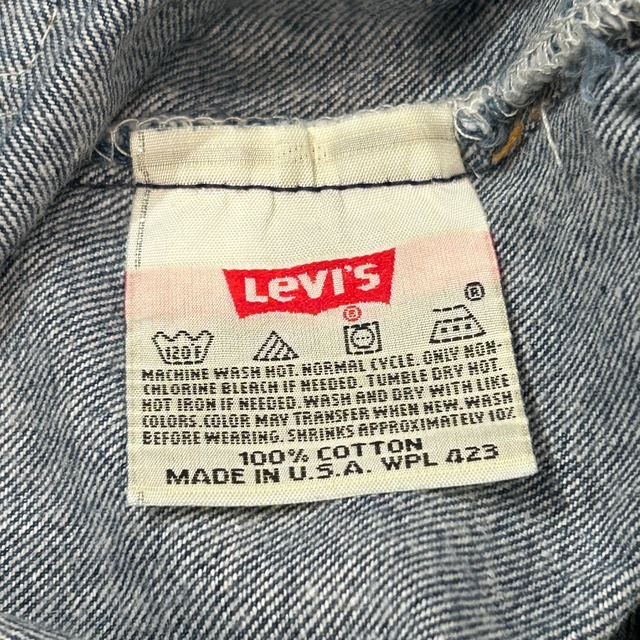 LEVI'S
®
120F
®
MACHINE WASH HOT. NORMAL CYCLE. ONLY NON-
CHLORINE BLEACH IF NEEDED. TUMBLE DRY HOT.
HOT IRON IF NEEDED. WASH AND DRY WITH LIKE
COLORS. COLOR MAY TRANSFER WHEN NEW. WASH
BEFORE WEARING. SHRINKS APPROXIMATELY 10%
100% COTTON
MADE IN U.S.A. WPL 423